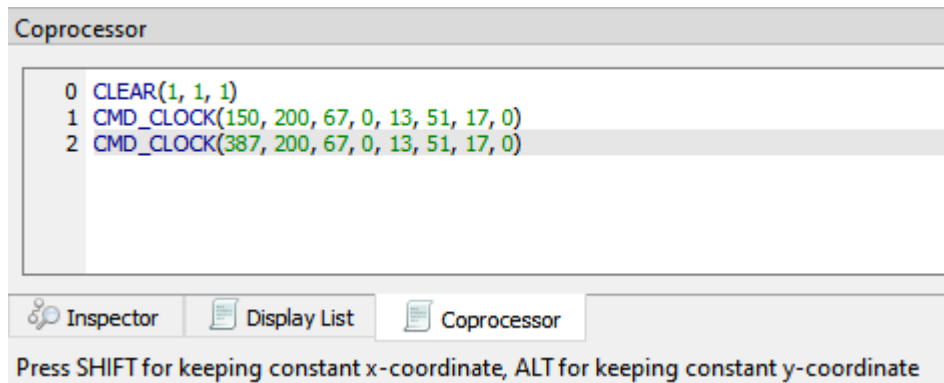 Coprocessor
0 CLEAR(1, 1, 1)
1 CMD_CLOCK(150, 200, 67, 0, 13, 51, 17, 0)
2 CMD_CLOCK(387, 200, 67, 0, 13, 51, 17, 0)
Inspector Display List Coprocessor
Press SHIFT for keeping constant x-coordinate, ALT for keeping constant y-coordinate